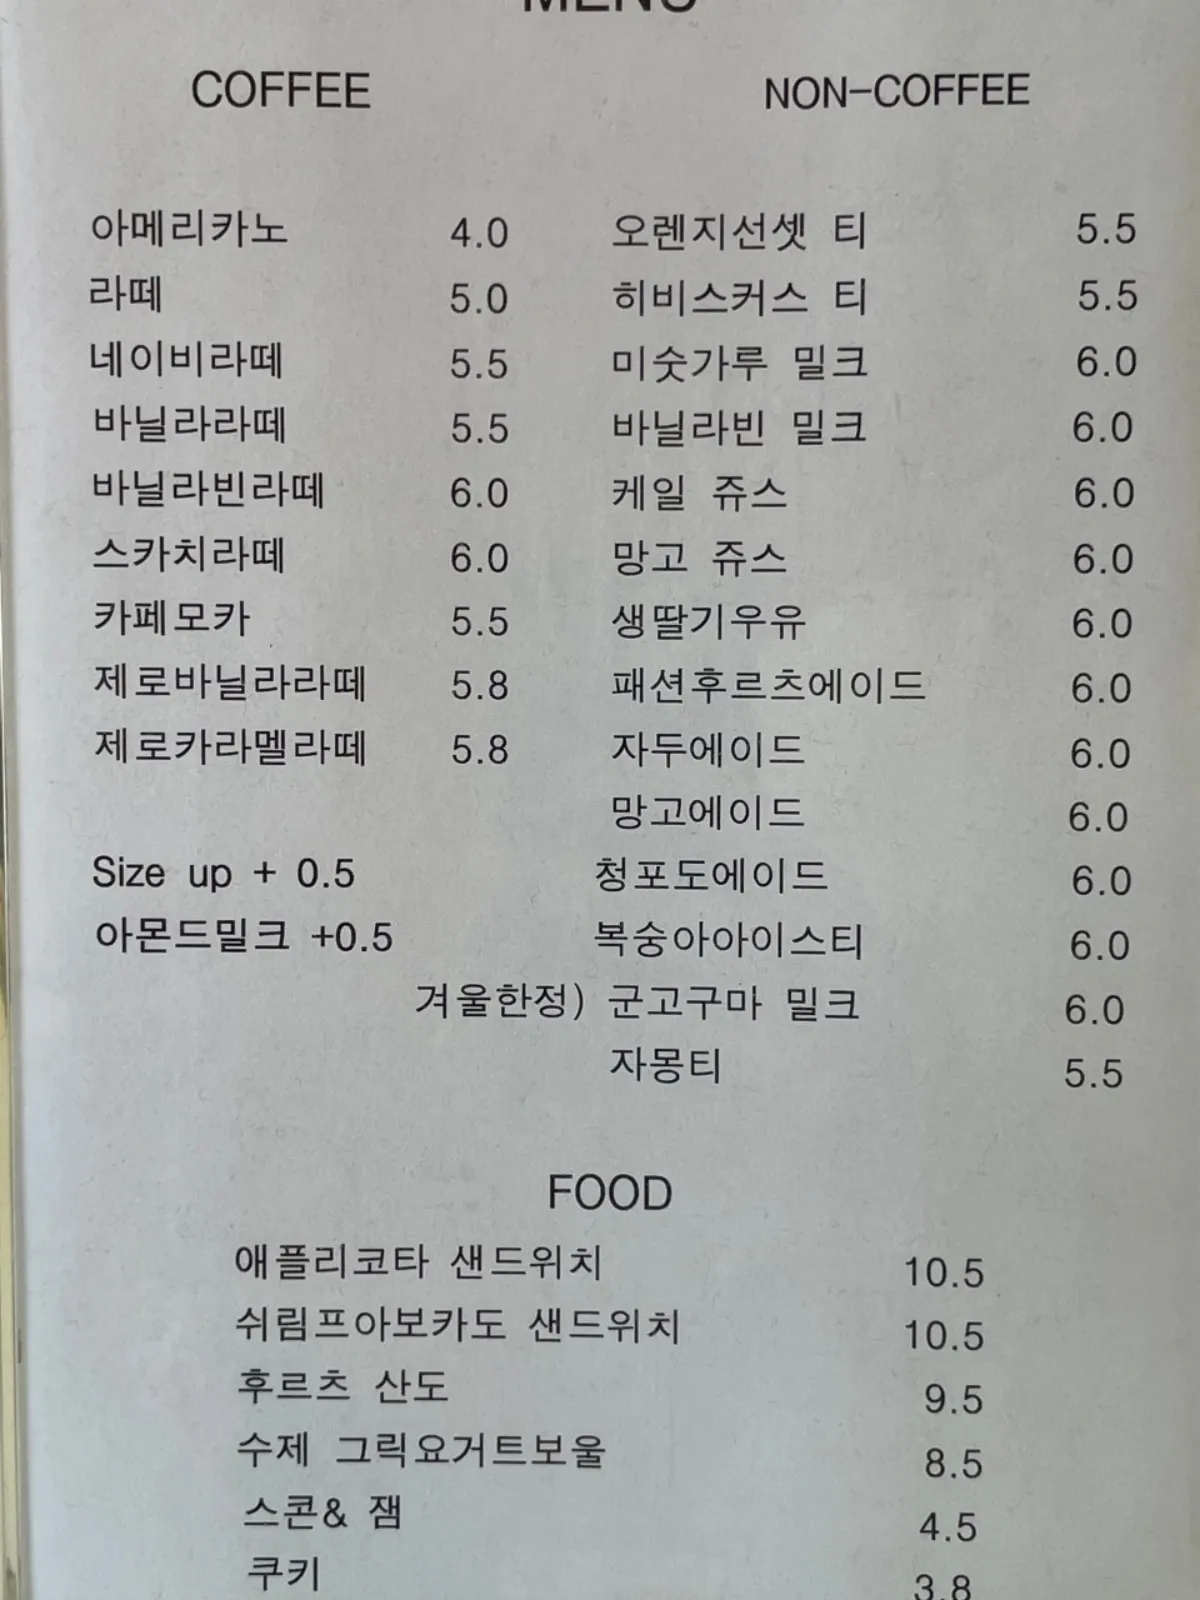 MENU
COFFEE
아메리카노 4.0
라떼 5.0
네이비라떼 5.5
바닐라라떼 5.5
바닐라빈라떼 6.0
스카치라떼 6.0
카페모카 5.5
제로바닐라라떼 5.8
제로카라멜라떼 5.8
Size up + 0.5
아몬드밀크 +0.5
NON-COFFEE
오렌지선셋 티 5.5
히비스커스 티 5.5
미숫가루 밀크 6.0
바닐라빈 밀크 6.0
케일 쥬스 6.0
망고 쥬스 6.0
생딸기우유 6.0
패션후르츠에이드 6.0
자두에이드 6.0
망고에이드 6.0
청포도에이드 6.0
복숭아아이스티 6.0
겨울한정) 군고구마 밀크 6.0
자몽티 5.5
FOOD
애플리코타 샌드위치 10.5
쉬림프아보카도 샌드위치 10.5
후르츠 산도 9.5
수제 그릭요거트보울 8.5
스콘& 잼 4.5
쿠키 3.8